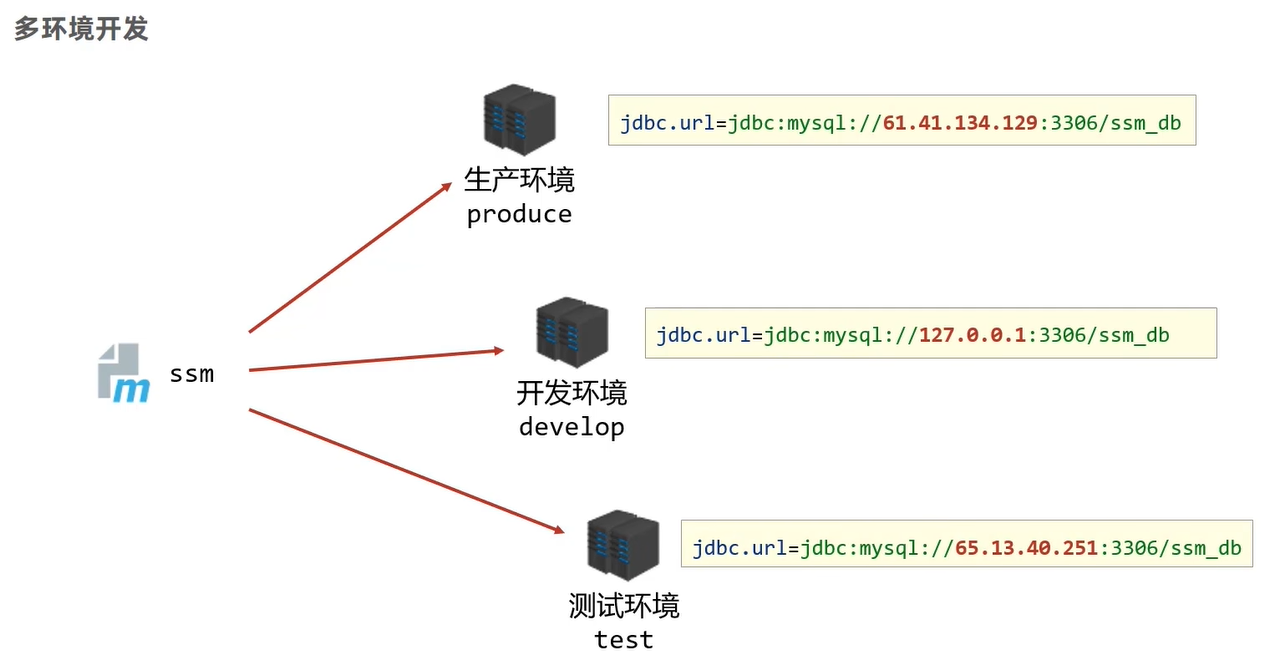 多环境开发
jdbc.url=jdbc:mysql://61.41.134.129:3306/ssm_db
生产环境
produce
jdbc.url=jdbc:mysql://127.0.0.1:3306/ssm_db
m
ssm
开发环境
develop
jdbc.url=jdbc:mysql://65.13.40.251:3306/ssm_db
测试环境
test